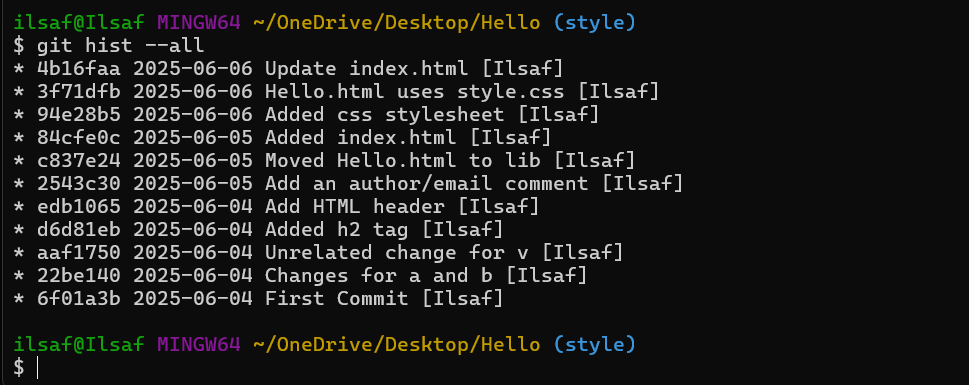 ilsaf@Ilsaf MINGW64 ~/OneDrive/Desktop/Hello (style)
$ git hist --all
* 4b16faa 2025-06-06 Update index.html [Ilsaf]
* 3f71dfb 2025-06-06 Hello.html uses style.css [Ilsaf]
* 94e28b5 2025-06-06 Added css stylesheet [Ilsaf]
* 84cfe0c 2025-06-05 Added index.html [Ilsaf]
* c837e24 2025-06-05 Moved Hello.html to lib [Ilsaf]
* 2543c30 2025-06-05 Add an author/email comment [Ilsaf]
* edb1065 2025-06-04 Add HTML header [Ilsaf]
* d6d81eb 2025-06-04 Added h2 tag [Ilsaf]
* aaf1750 2025-06-04 Unrelated change for v [Ilsaf]
* 22be140 2025-06-04 Changes for a and b [Ilsaf]
* 6f01a3b 2025-06-04 First Commit [Ilsaf]
ilsaf@Ilsaf MINGW64 ~/OneDrive/Desktop/Hello (style)
$